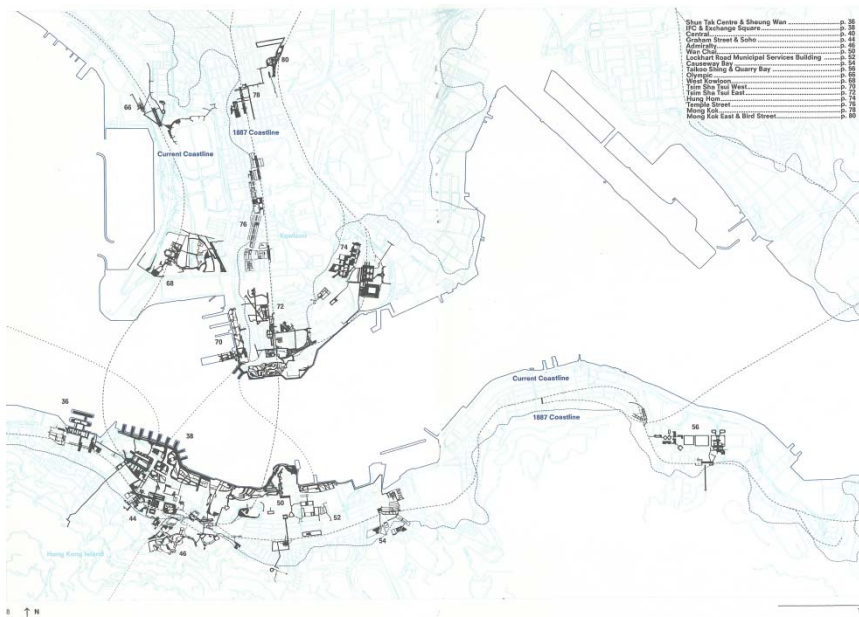 Shun Tak Centre & Sheung Wan ........ p. 36
IFC & Exchange Square ........ p. 38
Central ........ p. 40
Graham Street & Soho ........ p. 44
Admiralty ........ p. 46
Wan Chai ........ p. 50
Lockhart Road Municipal Services Building ........ p. 52
Causeway Bay ........ p. 54
Taikoo Shing & Quarry Bay ........ p. 56
Olympic ........ p. 66
West Kowloon ........ p. 68
Tsim Sha Tsui West ........ p. 70
Tsim Sha Tsui East ........ p. 72
Hung Hom ........ p. 74
Temple Street ........ p. 76
Mong Kok ........ p. 78
Mong Kok East & Bird Street ........ p. 80
80
78
66
1887 Coastline
Current Coastline
76
Kowloon
74
68
72
70
Current Coastline
36
1887 Coastline
56
38
50
44
52
54
46
Hong Kong Island
N